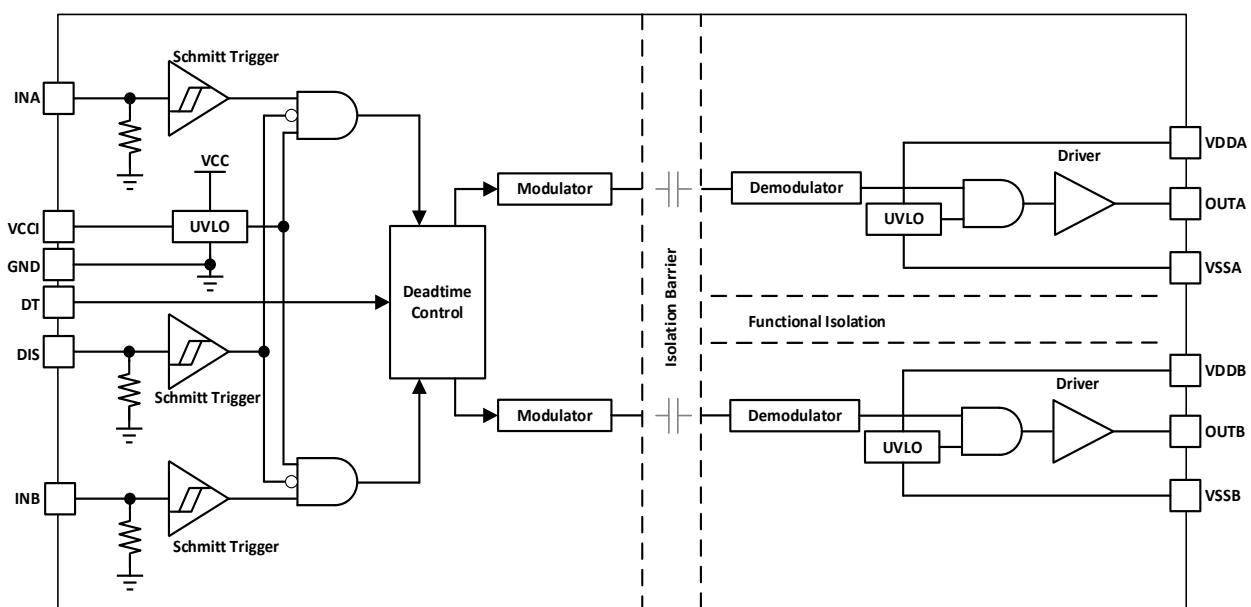 Schmitt Trigger
INA
VCC
VCCI
UVLO
GND
DT
DIS
Schmitt Trigger
INB
Schmitt Trigger
Deadtime
Control
Modulator
Modulator
Isolation Barrier
Demodulator
UVLO
Driver
VDDA
OUTA
VSSA
Functional Isolation
Demodulator
UVLO
Driver
VDDB
OUTB
VSSB